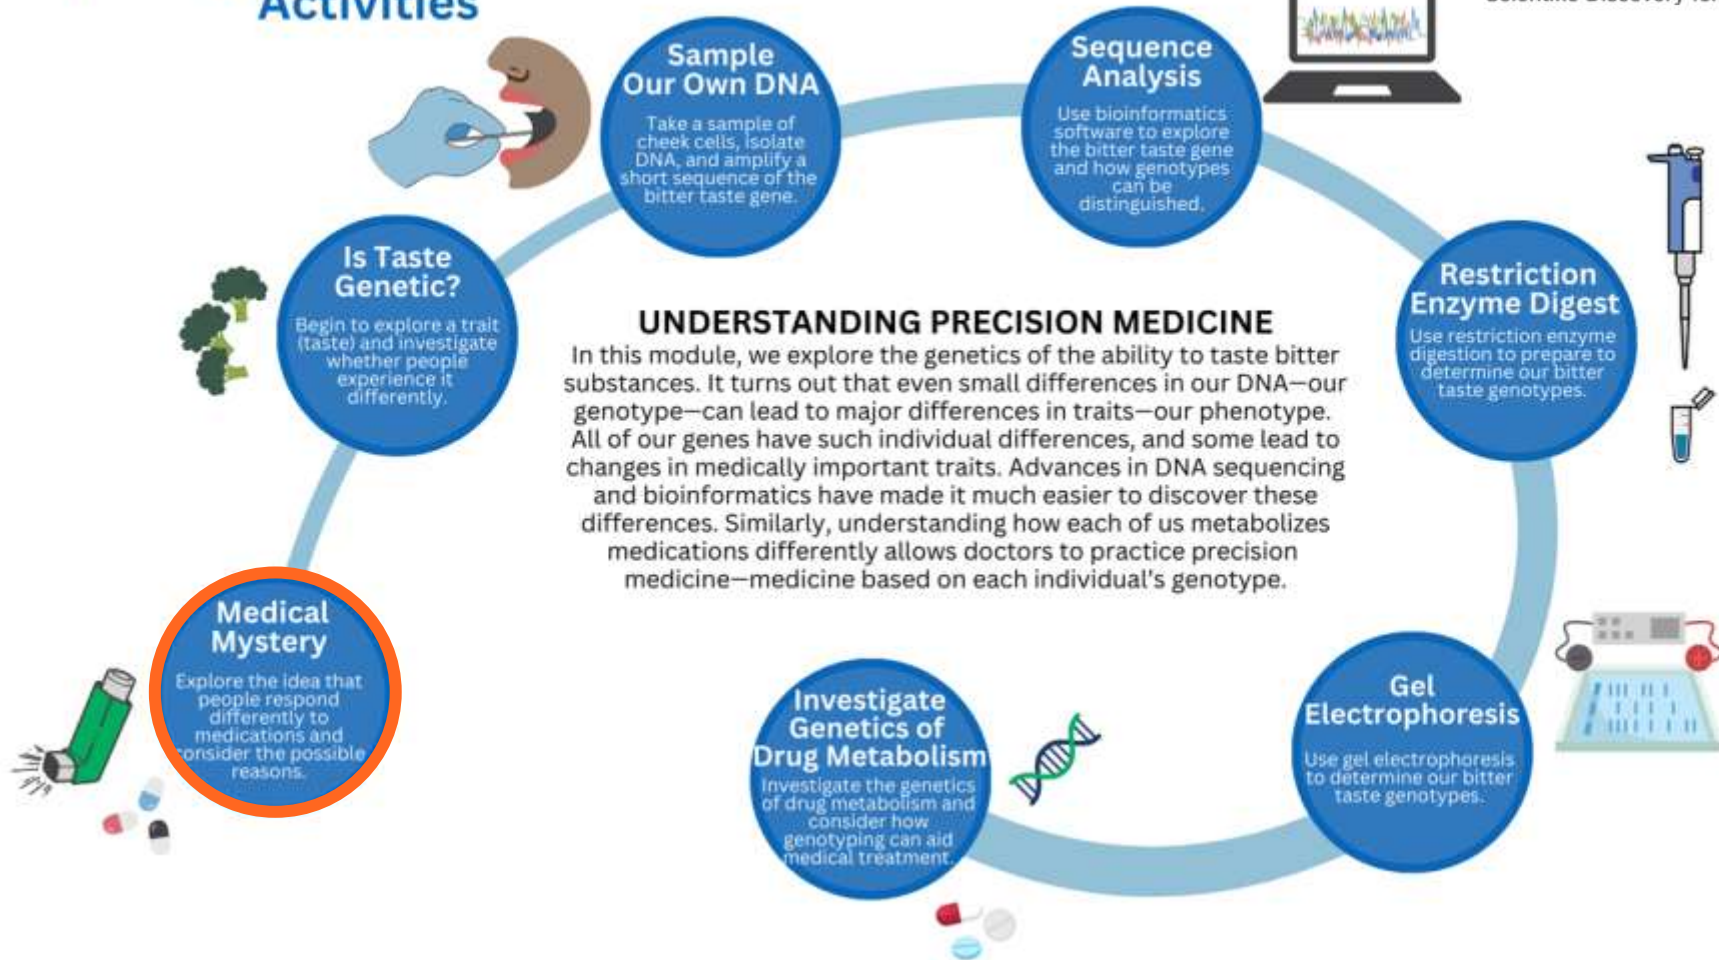 Activities
Sample
Our Own DNA
Take a sample of
cheek cells, isolate
DNA, and amplify a
short sequence of the
bitter taste gene.
Sequence
Analysis
Use bioinformatics
software to explore
the bitter taste gene
and how genotypes
can be
distinguished.
Is Taste
Genetic?
Begin to explore a trait
(taste) and investigate
whether people
experience it
differently.
Restriction
Enzyme Digest
Use restriction enzyme
digestion to prepare to
determine our bitter
taste genotypes.
UNDERSTANDING PRECISION MEDICINE
In this module, we explore the genetics of the ability to taste bitter
substances. It turns out that even small differences in our DNA—our
genotype—can lead to major differences in traits—our phenotype.
All of our genes have such individual differences, and some lead to
changes in medically important traits. Advances in DNA sequencing
and bioinformatics have made it much easier to discover these
differences. Similarly, understanding how each of us metabolizes
medications differently allows doctors to practice precision
medicine—medicine based on each individual's genotype.
Medical
Mystery
Explore the idea that
people respond
differently to
medications and
consider the possible
reasons.
Investigate
Genetics of
Drug Metabolism
Investigate the genetics
of drug metabolism and
consider how
genotyping can aid
medical treatment.
Gel
Electrophoresis
Use gel electrophoresis
to determine our bitter
taste genotypes.